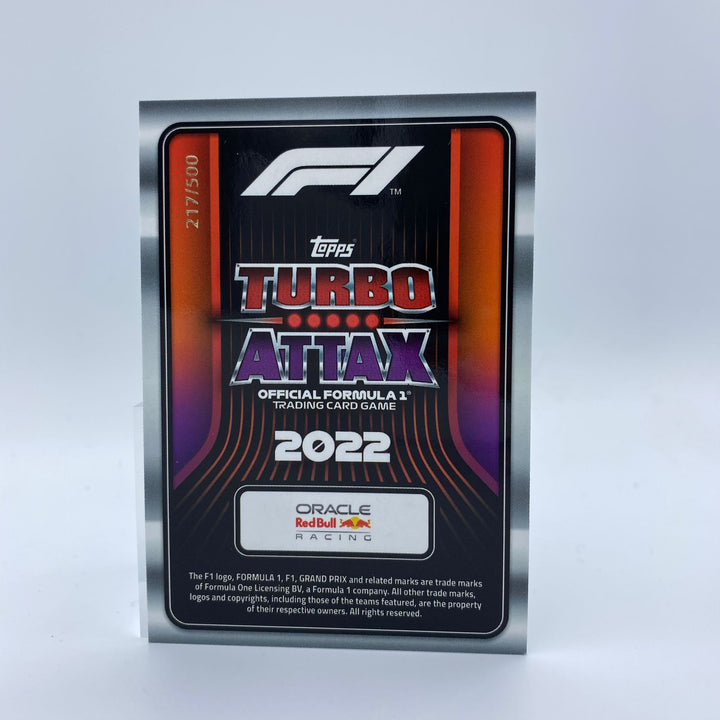 217/500
F1
TM
Topps®
TURBO
ATTAX
OFFICIAL FORMULA 1®
TRADING CARD GAME
2022
ORACLE
Red Bull
RACING
The F1 logo, FORMULA 1, F1, GRAND PRIX and related marks are trade marks
of Formula One Licensing BV, a Formula 1 company. All other trade marks,
logos and copyrights, including those of the teams featured, are the property
of their respective owners. All rights reserved.